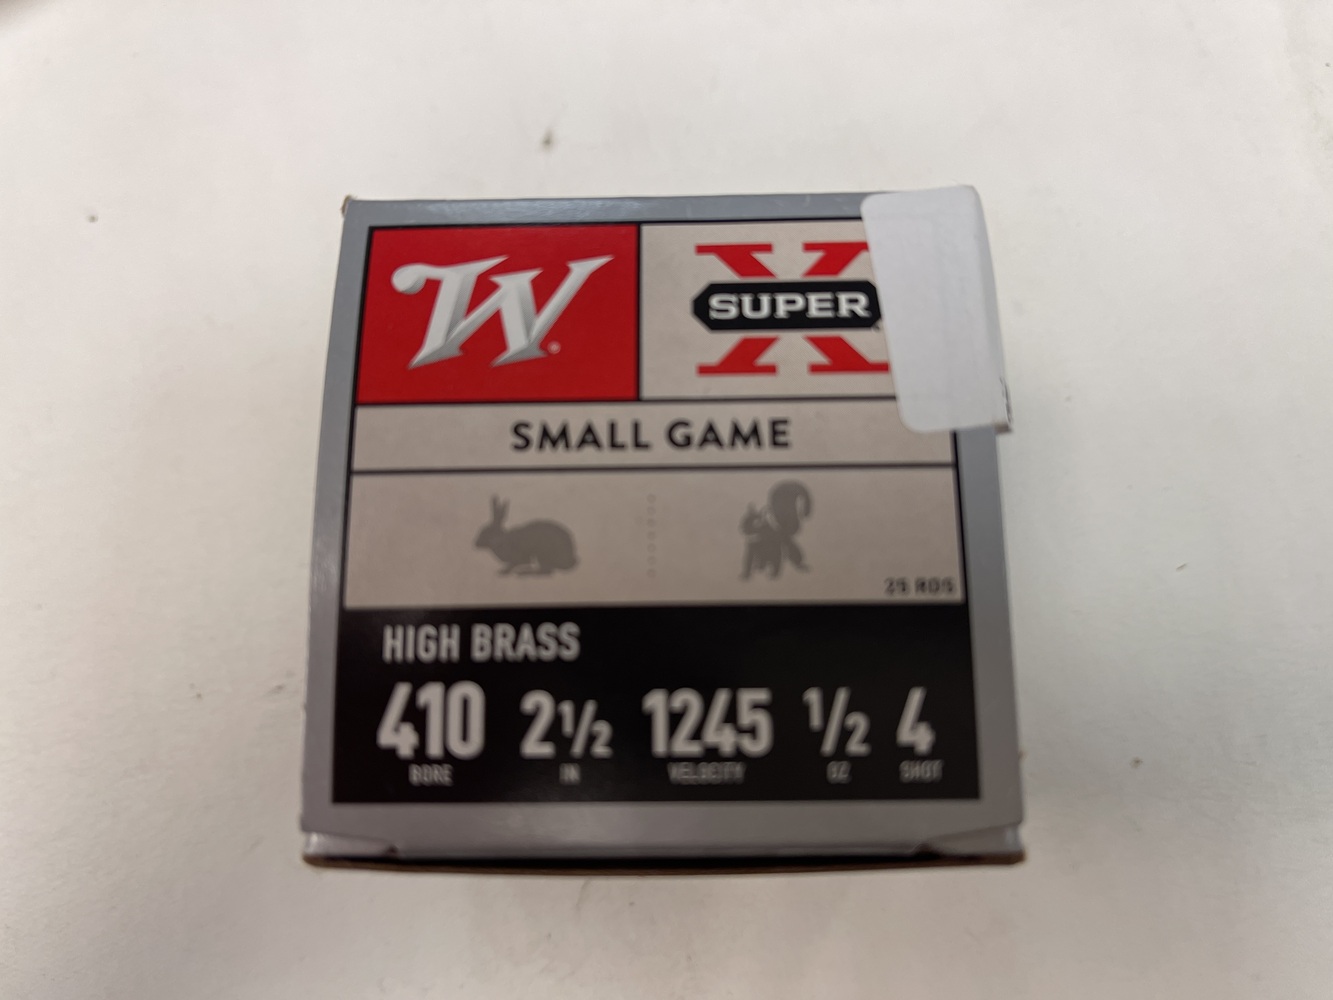 W
SUPER X
SMALL GAME
25 RDS
HIGH BRASS
410 2½ 1245 ½ 4
BORE IN VELOCITY OZ SHOT